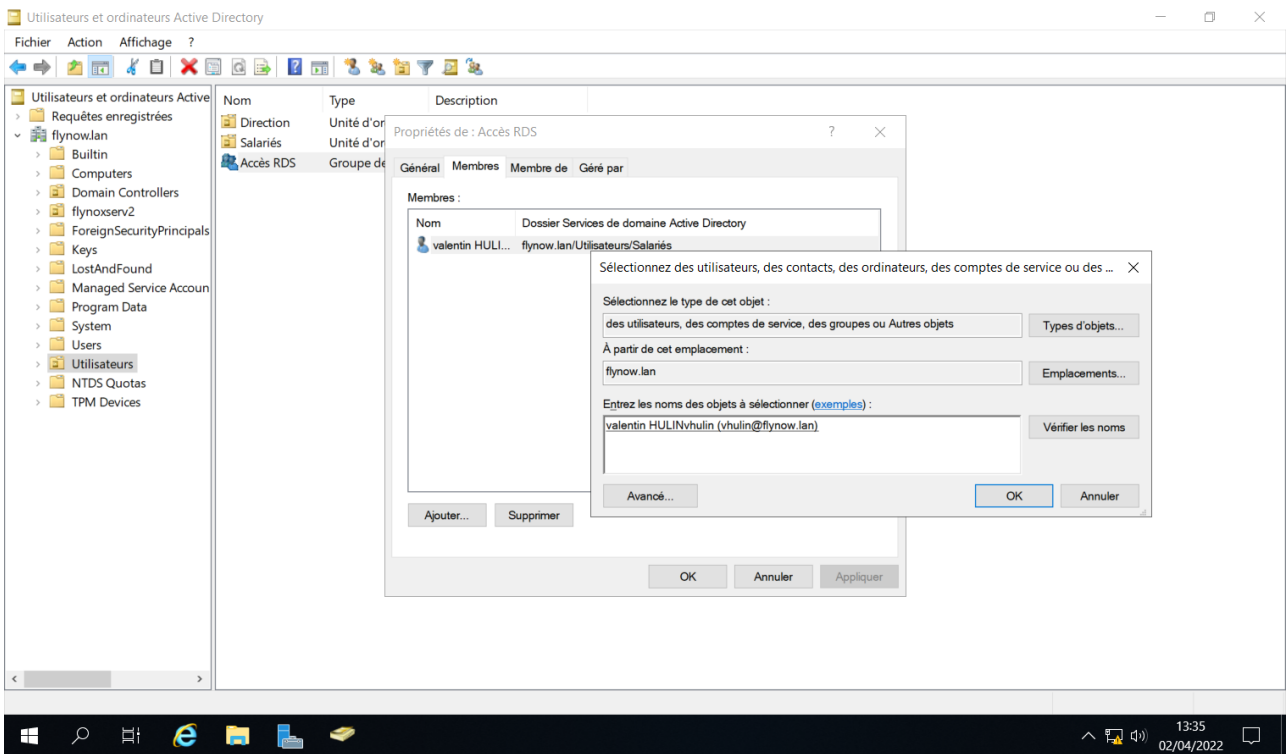 Utilisateurs et ordinateurs Active Directory
Fichier Action Affichage ?
Utilisateurs et ordinateurs Active
Requêtes enregistrées
flynow.lan
Builtin
Computers
Domain Controllers
flynoxserv2
ForeignSecurityPrincipals
Keys
LostAndFound
Managed Service Accoun
Program Data
System
Users
Utilisateurs
NTDS Quotas
TPM Devices
Nom Type Description
Direction Unité d'or
Salariés Unité d'or
Accès RDS Groupe de
Propriétés de : Accès RDS ?
Général Membres Membre de Géré par
Membres :
Nom Dossier Services de domaine Active Directory
valentin HULI... flynow.lan/Utilisateurs/Salariés
Ajouter... Supprimer
OK Annuler Appliquer
Sélectionnez des utilisateurs, des contacts, des ordinateurs, des comptes de service ou des ...
Sélectionnez le type de cet objet :
des utilisateurs, des comptes de service, des groupes ou Autres objets Types d'objets...
À partir de cet emplacement :
flynow.lan Emplacements...
Entrez les noms des objets à sélectionner (exemples) :
valentin HULINvhulin (vhulin@flynow.lan) Vérifier les noms
Avancé... OK Annuler
13:35
02/04/2022